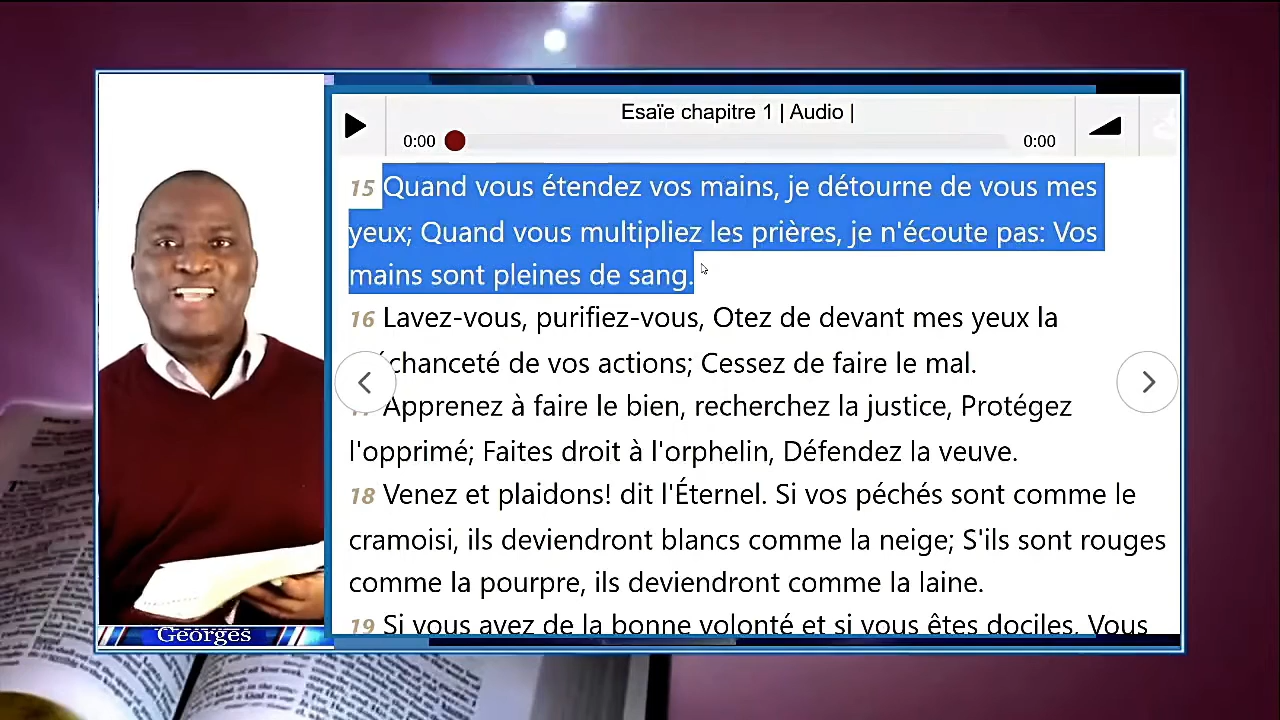 Esaïe chapitre 1 | Audio |
0:00
0:00
15 Quand vous étendez vos mains, je détourne de vous mes
yeux; Quand vous multipliez les prières, je n'écoute pas: Vos
mains sont pleines de sang.
16 Lavez-vous, purifiez-vous, Otez de devant mes yeux la
chanceté de vos actions; Cessez de faire le mal.
Apprenez à faire le bien, recherchez la justice, Protégez
l'opprimé; Faites droit à l'orphelin, Défendez la veuve.
18 Venez et plaidons! dit l'Éternel. Si vos péchés sont comme le
cramoisi, ils deviendront blancs comme la neige; S'ils sont rouges
comme la pourpre, ils deviendront comme la laine.
19 Si vous avez de la bonne volonté et si vous êtes dociles, Vous
Georges